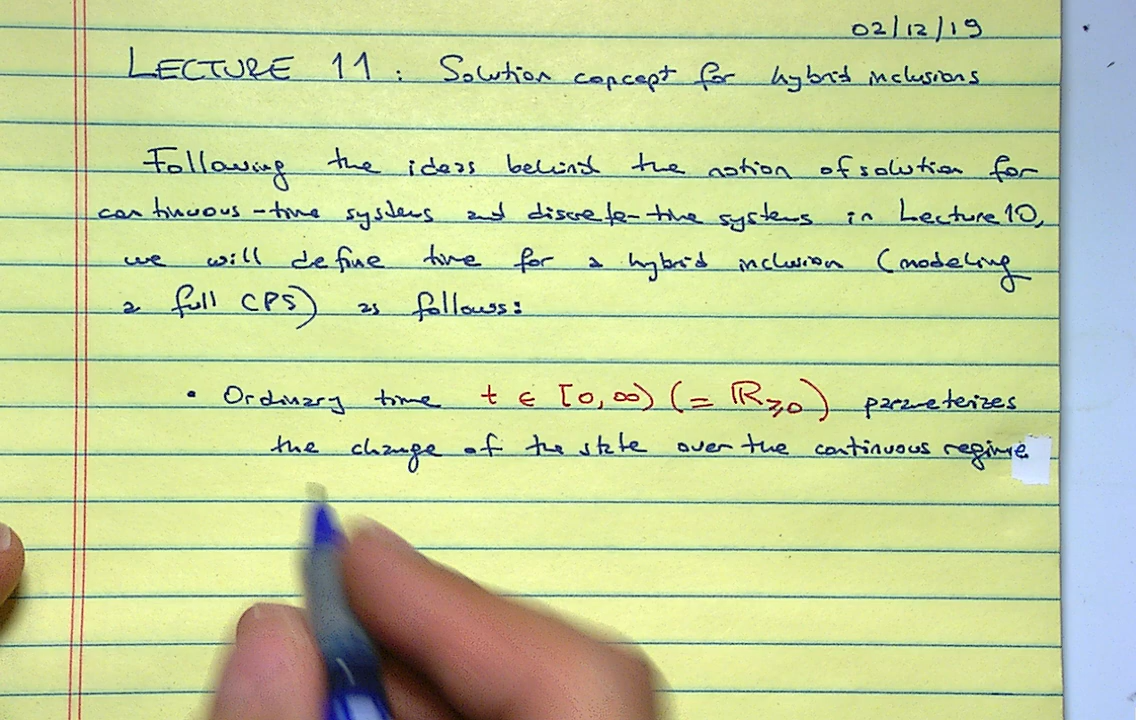 02/12/19
LECTURE 11: Solution concept for hybrid inclusions
Following the ideas behind the notion of solution for
continuous-time systems and discrete-time systems in Lecture 10,
we will define time for a hybrid inclusion (modeling
a full CPS) as follows:
• Ordinary time t ∈ [0,∞) (= ℝ≥0) parameterizes
the change of the state over the continuous regime